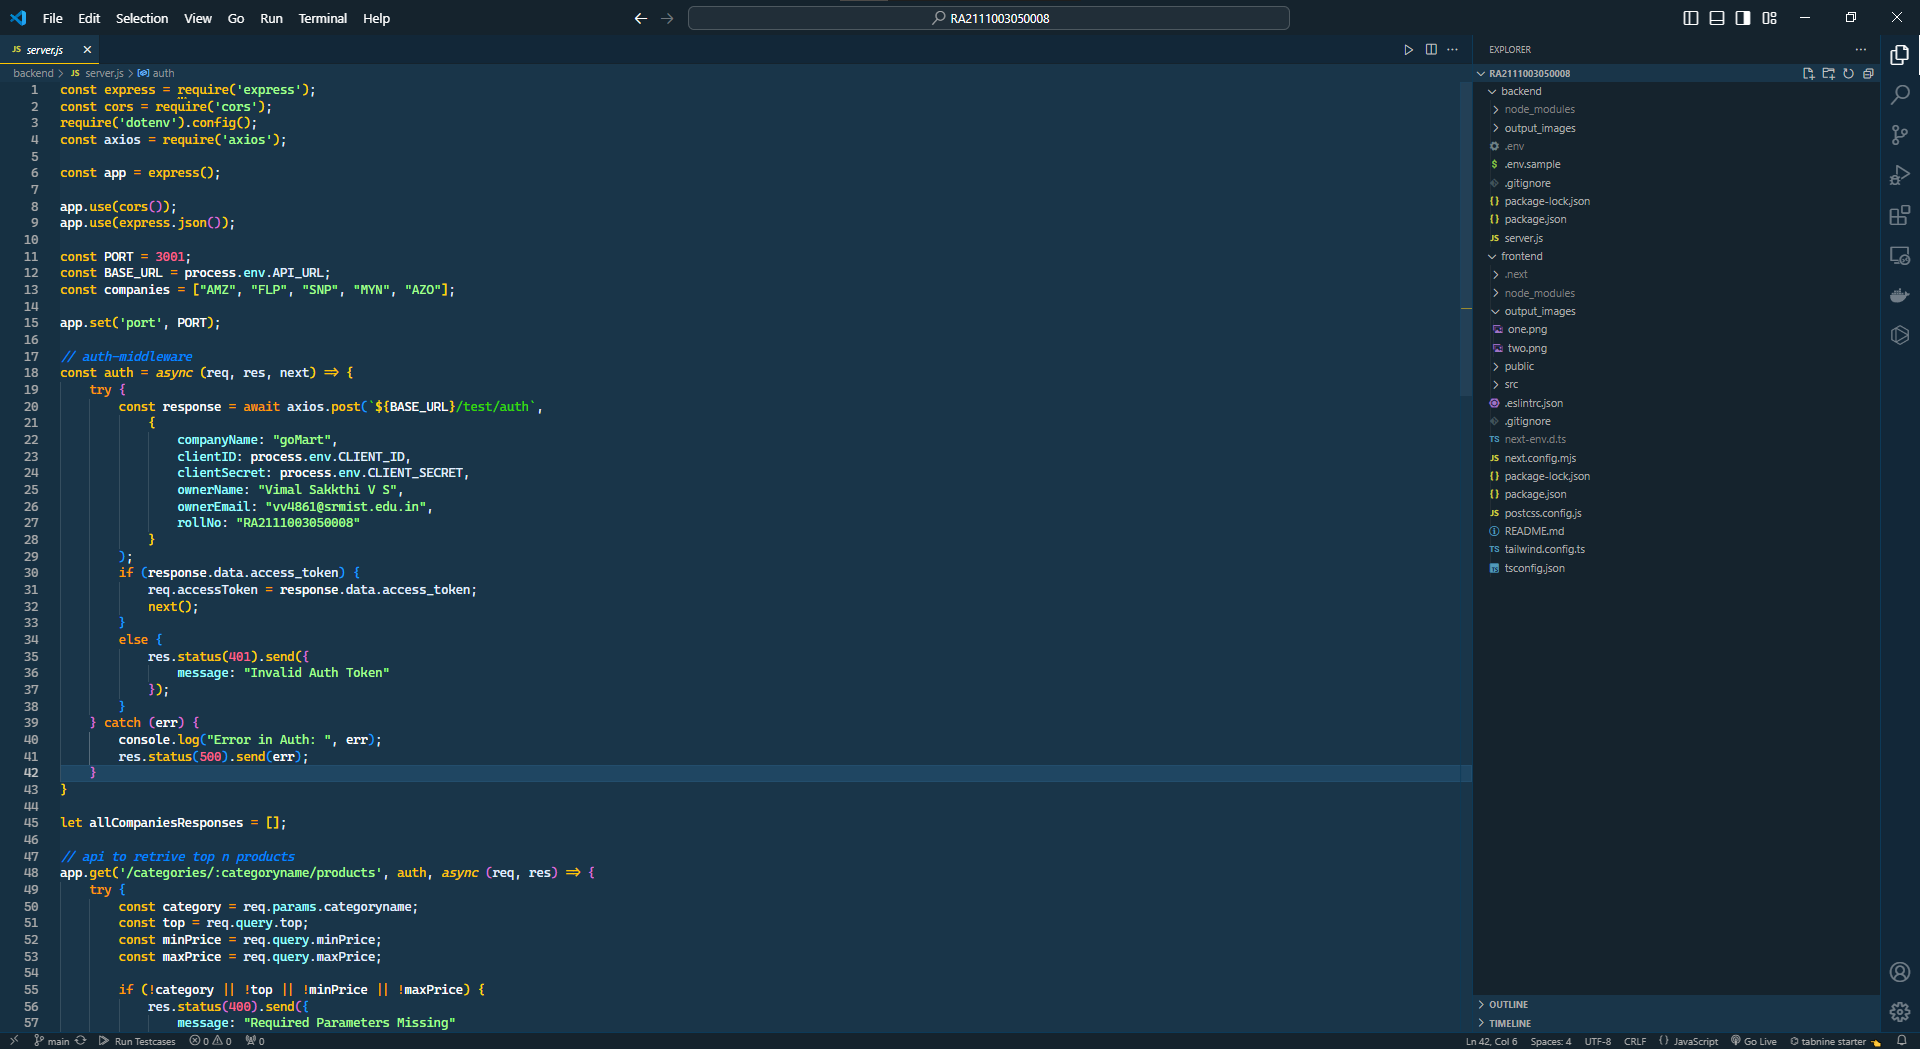 File Edit Selection View Go Run Terminal Help
RA2111003050008
JS server.js
backend > JS server.js > auth
1 const express = require('express');
2 const cors = require('cors');
3 require('dotenv').config();
4 const axios = require('axios');
5
6 const app = express();
7
8 app.use(cors());
9 app.use(express.json());
10
11 const PORT = 3001;
12 const BASE_URL = process.env.API_URL;
13 const companies = ["AMZ", "FLP", "SNP", "MYN", "AZO"];
14
15 app.set('port', PORT);
16
17 // auth-middleware
18 const auth = async (req, res, next) => {
19 try {
20 const response = await axios.post(`${BASE_URL}/test/auth`,
21 {
22 companyName: "goMart",
23 clientID: process.env.CLIENT_ID,
24 clientSecret: process.env.CLIENT_SECRET,
25 ownerName: "Vimal Sakkthi V S",
26 ownerEmail: "vv4861@srmist.edu.in",
27 rollNo: "RA2111003050008"
28 }
29 );
30 if (response.data.access_token) {
31 req.accessToken = response.data.access_token;
32 next();
33 }
34 else {
35 res.status(401).send({
36 message: "Invalid Auth Token"
37 });
38 }
39 } catch (err) {
40 console.log("Error in Auth: ", err);
41 res.status(500).send(err);
42 }
43 }
44
45 let allCompaniesResponses = [];
46
47 // api to retrive top n products
48 app.get('/categories/:categoryname/products', auth, async (req, res) => {
49 try {
50 const category = req.params.categoryname;
51 const top = req.query.top;
52 const minPrice = req.query.minPrice;
53 const maxPrice = req.query.maxPrice;
54
55 if (!category || !top || !minPrice || !maxPrice) {
56 res.status(400).send({
57 message: "Required Parameters Missing"
EXPLORER
RA2111003050008
backend
node_modules
output_images
.env
$ .env.sample
.gitignore
{} package-lock.json
{} package.json
JS server.js
frontend
.next
node_modules
output_images
one.png
two.png
public
src
.eslintrc.json
.gitignore
TS next-env.d.ts
JS next.config.mjs
{} package-lock.json
{} package.json
JS postcss.config.js
README.md
TS tailwind.config.ts
tsconfig.json
OUTLINE
TIMELINE
main Run Testcases 0 0 0
Ln 42, Col 6 Spaces: 4 UTF-8 CRLF {} JavaScript Go Live tabnine starter